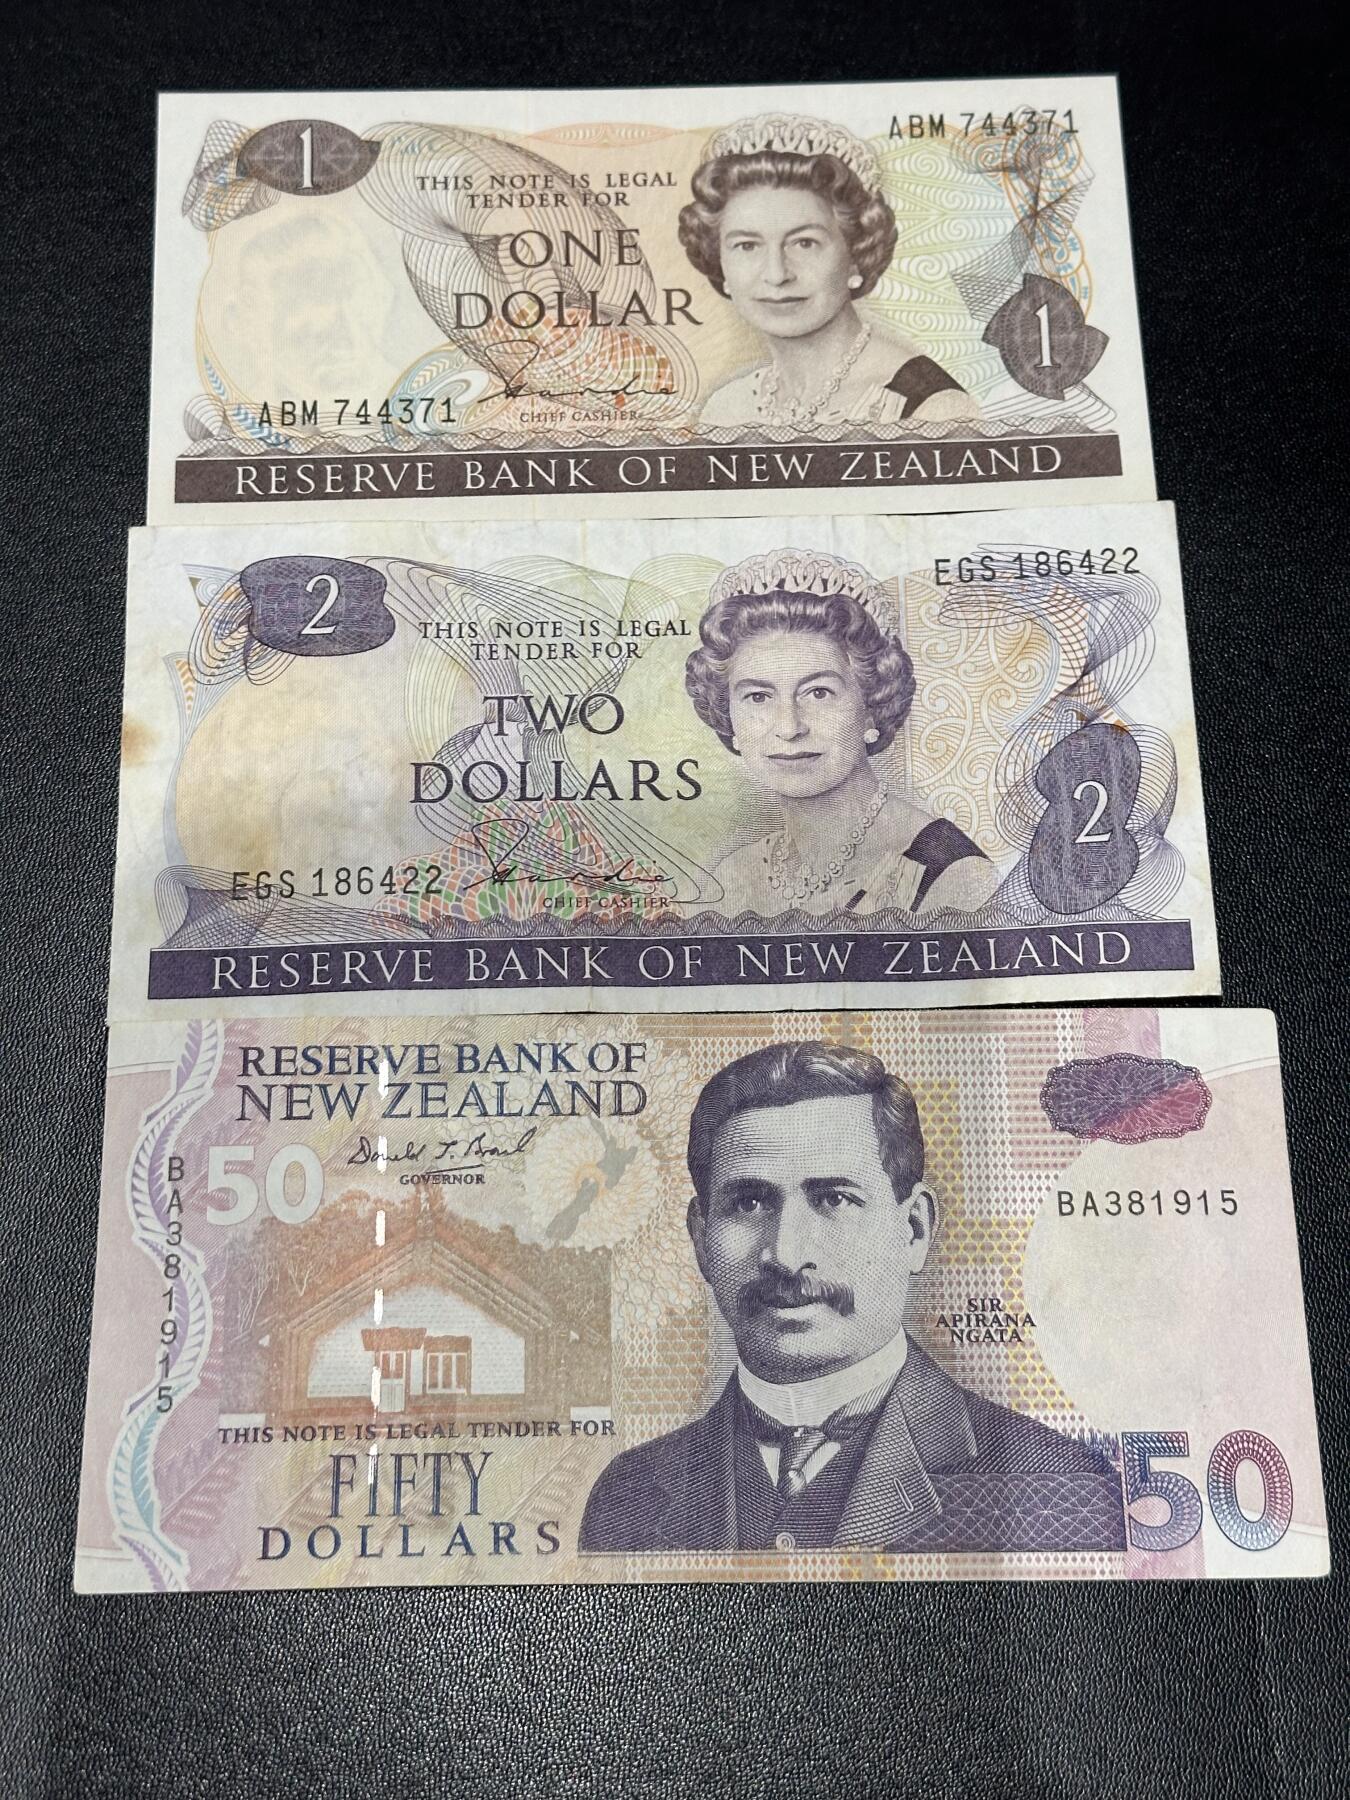 1
ABM 744371
THIS NOTE IS LEGAL
TENDER FOR
ONE
DOLLAR
1
ABM 744371
CHIEF CASHIER
RESERVE BANK OF NEW ZEALAND
2
EGS 186422
THIS NOTE IS LEGAL
TENDER FOR
TWO
DOLLARS
2
EGS 186422
CHIEF CASHIER
RESERVE BANK OF NEW ZEALAND
RESERVE BANK OF
NEW ZEALAND
50
Donald T. Brash
GOVERNOR
BA381915
BA381915
SIR
APIRANA
NGATA
THIS NOTE IS LEGAL TENDER FOR
FIFTY
DOLLARS
50